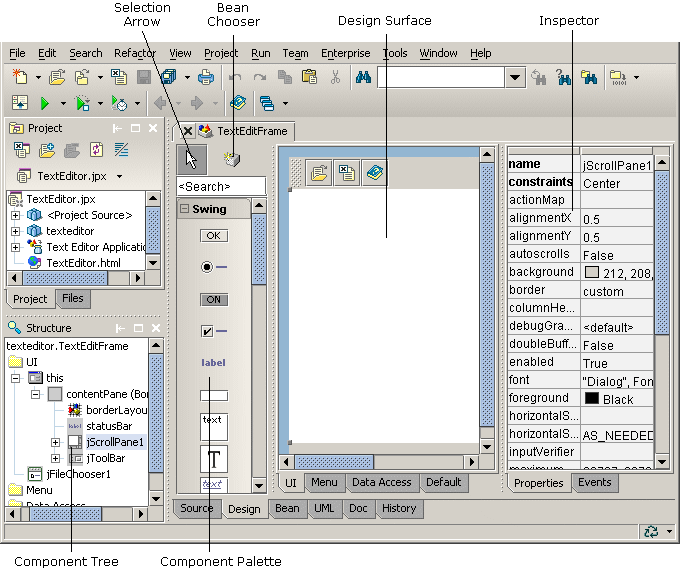 Selection Arrow
Bean Chooser
Design Surface
Inspector
File Edit Search Refactor View Project Run Team Enterprise Tools Window Help
Project
TextEditor.jpx
TextEditor.jpx
<Project Source>
texteditor
Text Editor Applicatio
TextEditor.html
Project Files
Structure
texteditor.TextEditFrame
UI
this
contentPane (Bor
borderLayou
label statusBar
jScrollPane1
jToolBar
jFileChooser1
Menu
Data Access
TextEditFrame
<Search>
Swing
OK
ON
label
text
T
text
UI Menu Data Access Default
Source Design Bean UML Doc History
name jScrollPane1
constraints Center
actionMap
alignmentX 0.5
alignmentY 0.5
autoscrolls False
background 212, 208,
border custom
columnHe...
debugGra... <default>
doubleBuff... False
enabled True
font "Dialog", Fon
foreground Black
horizontalS...
horizontalS... AS_NEEDED
inputVerifier
Properties Events
Component Tree
Component Palette